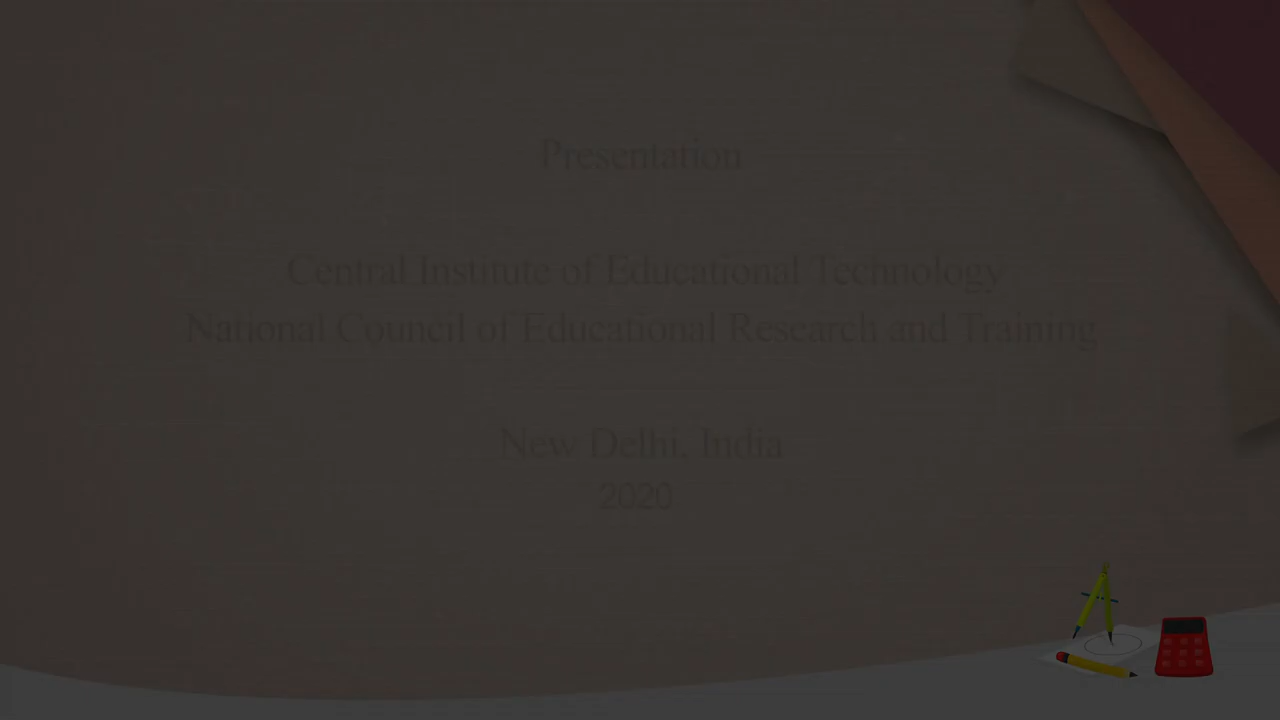 Presentation
Central Institute of Educational Technology
National Council of Educational Research and Training
New Delhi, India
2020